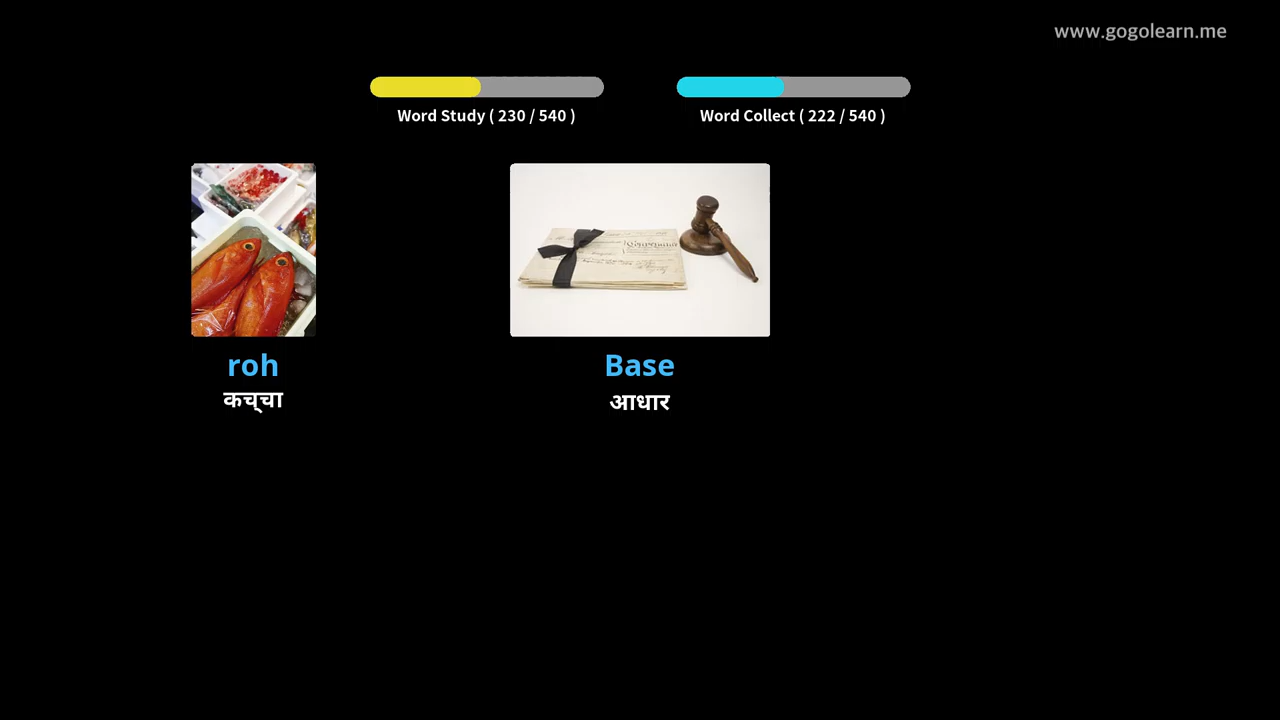 www.gogolearn.me
Word Study ( 230 / 540 )
Word Collect ( 222 / 540 )
roh
कच्चा
Base
आधार